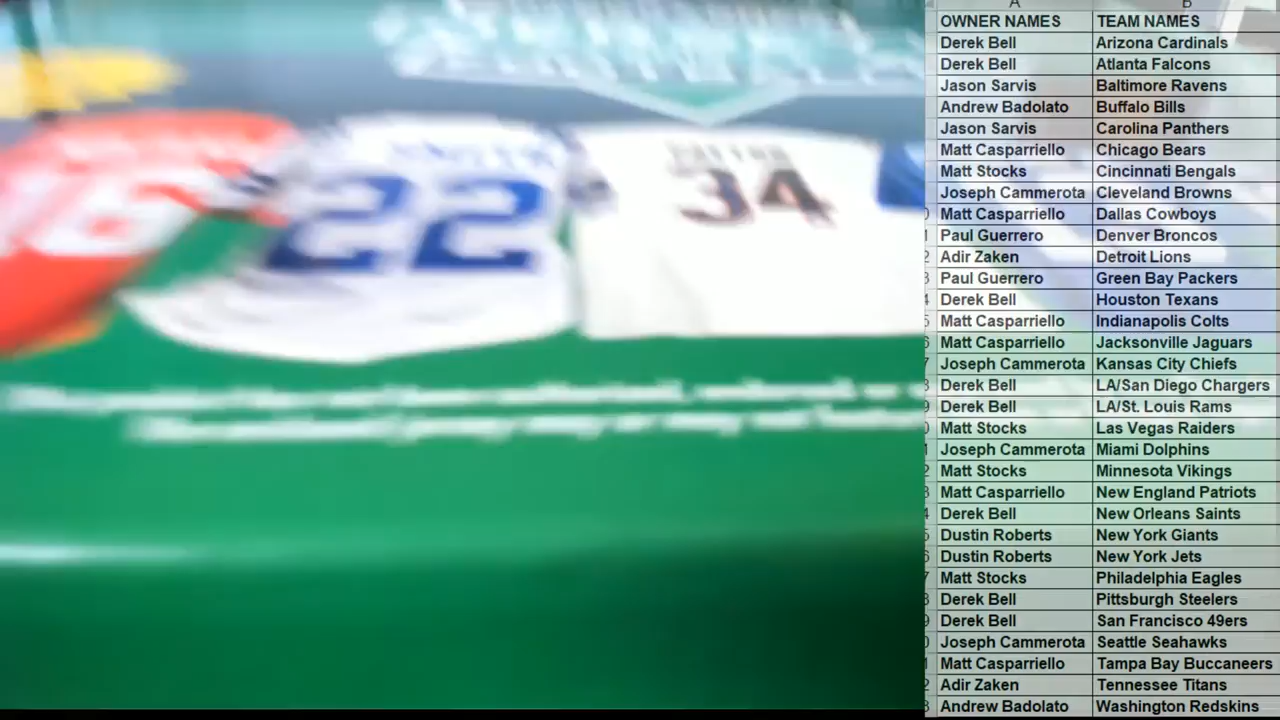 22
34
A B
OWNER NAMES TEAM NAMES
Derek Bell Arizona Cardinals
Derek Bell Atlanta Falcons
Jason Sarvis Baltimore Ravens
Andrew Badolato Buffalo Bills
Jason Sarvis Carolina Panthers
Matt Casparriello Chicago Bears
Matt Stocks Cincinnati Bengals
Joseph Cammerota Cleveland Browns
Matt Casparriello Dallas Cowboys
Paul Guerrero Denver Broncos
Adir Zaken Detroit Lions
Paul Guerrero Green Bay Packers
Derek Bell Houston Texans
Matt Casparriello Indianapolis Colts
Matt Casparriello Jacksonville Jaguars
Joseph Cammerota Kansas City Chiefs
Derek Bell LA/San Diego Chargers
Derek Bell LA/St. Louis Rams
Matt Stocks Las Vegas Raiders
Joseph Cammerota Miami Dolphins
Matt Stocks Minnesota Vikings
Matt Casparriello New England Patriots
Derek Bell New Orleans Saints
Dustin Roberts New York Giants
Dustin Roberts New York Jets
Matt Stocks Philadelphia Eagles
Derek Bell Pittsburgh Steelers
Derek Bell San Francisco 49ers
Joseph Cammerota Seattle Seahawks
Matt Casparriello Tampa Bay Buccaneers
Adir Zaken Tennessee Titans
Andrew Badolato Washington Redskins